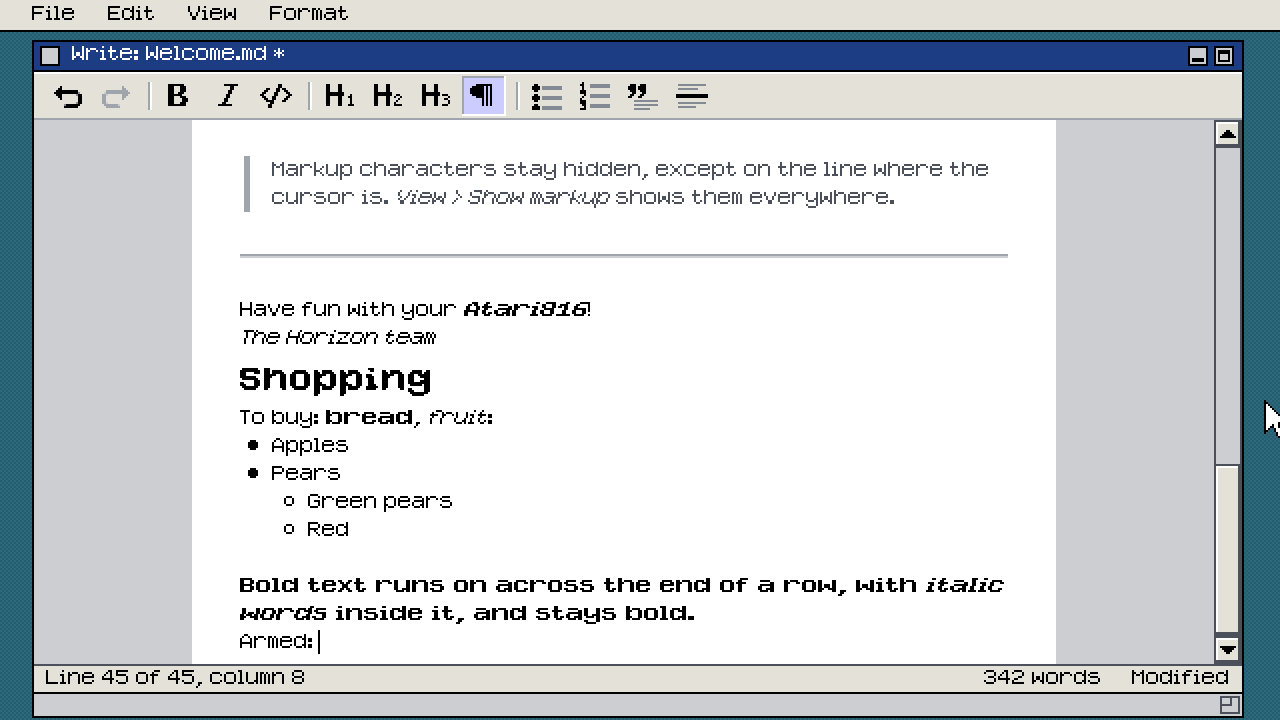 File Edit View Format
Write: Welcome.md *
B I </> H1 H2 H3 ¶
Markup characters stay hidden, except on the line where the
cursor is. View > Show markup shows them everywhere.
Have fun with your Atari816!
The Horizon team
Shopping
To buy: bread, fruit:
• Apples
• Pears
○ Green pears
○ Red
Bold text runs on across the end of a row, with italic
words inside it, and stays bold.
Armed:
Line 45 of 45, column 8 342 words Modified